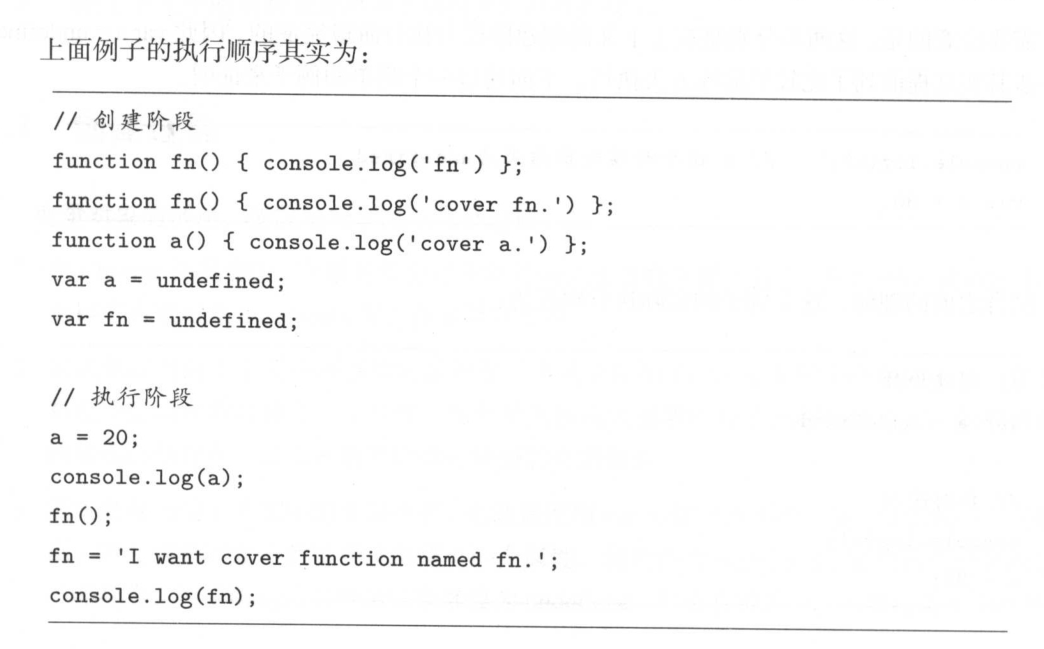 上面例子的执行顺序其实为：
// 创建阶段
function fn() { console.log('fn') };
function fn() { console.log('cover fn.') };
function a() { console.log('cover a.') };
var a = undefined;
var fn = undefined;
// 执行阶段
a = 20;
console.log(a);
fn();
fn = 'I want cover function named fn.';
console.log(fn);